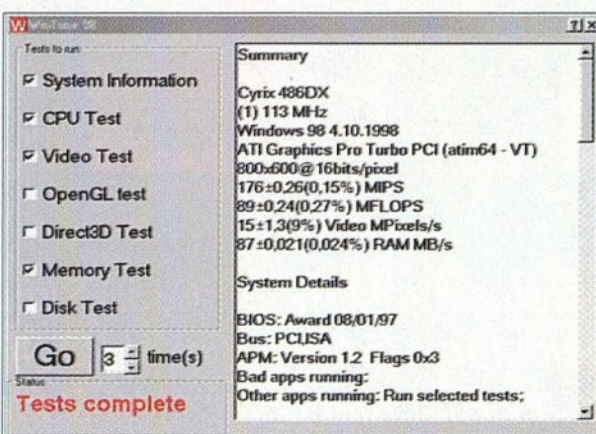 WinTune 98
Tests to run
System Information
CPU Test
Video Test
OpenGL test
Direct3D Test
Memory Test
Disk Test
Go 3 time(s)
Status
Tests complete
Summary
Cyrix 486DX
(1) 113 MHz
Windows 98 4.10.1998
ATI Graphics Pro Turbo PCI (atim64 - VT)
800x600@16bits/pixel
176±0,26(0,15%) MIPS
89±0,24(0,27%) MFLOPS
15±1,3(9%) Video MPixels/s
87±0,021(0,024%) RAM MB/s
System Details
BIOS: Award 08/01/97
Bus: PCI,ISA
APM: Version 1.2 Flags 0x3
Bad apps running:
Other apps running: Run selected tests;